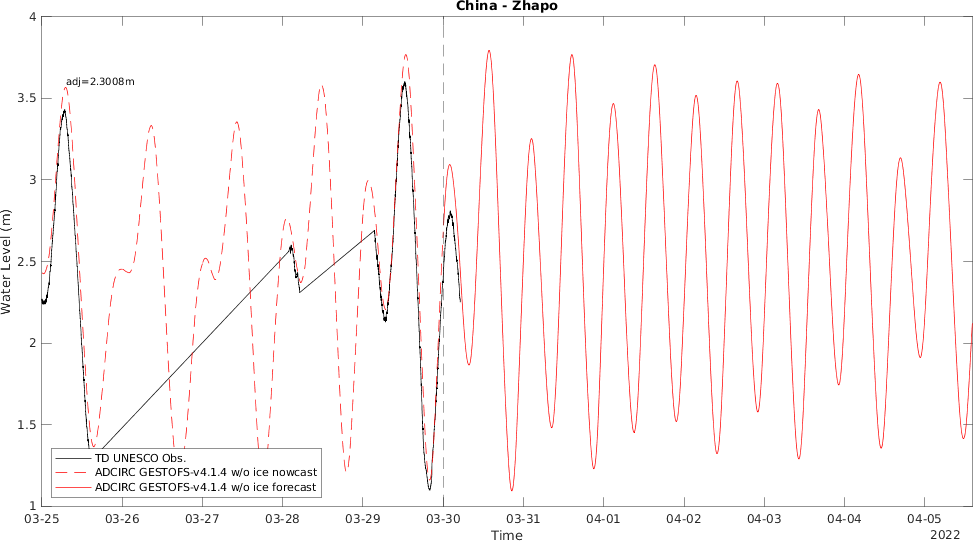 China - Zhapo
adj=2.3008m
4
3.5
3
2.5
2
1.5
1
Water Level (m)
TD UNESCO Obs.
ADCIRC GESTOFS-v4.1.4 w/o ice nowcast
ADCIRC GESTOFS-v4.1.4 w/o ice forecast
03-25 03-26 03-27 03-28 03-29 03-30 03-31 04-01 04-02 04-03 04-04 04-05
Time
2022